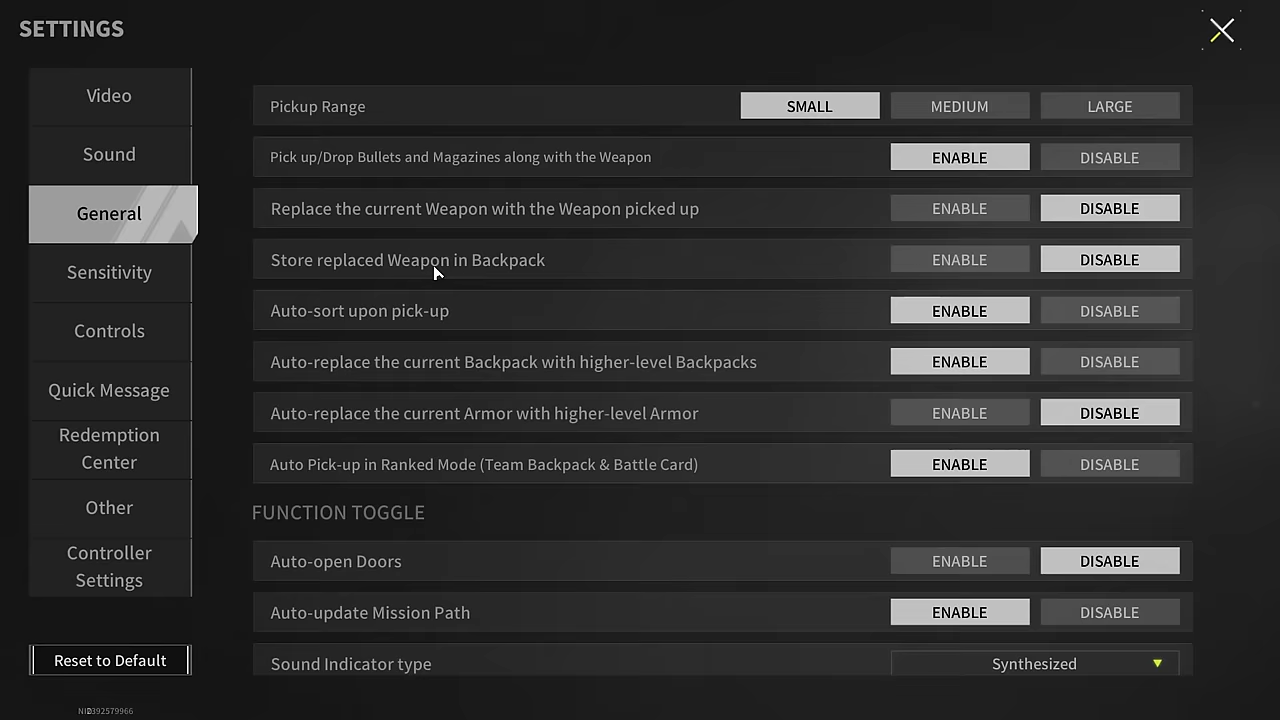 SETTINGS
Video
Sound
General
Sensitivity
Controls
Quick Message
Redemption
Center
Other
Controller
Settings
Reset to Default
Pickup Range SMALL MEDIUM LARGE
Pick up/Drop Bullets and Magazines along with the Weapon ENABLE DISABLE
Replace the current Weapon with the Weapon picked up ENABLE DISABLE
Store replaced Weapon in Backpack ENABLE DISABLE
Auto-sort upon pick-up ENABLE DISABLE
Auto-replace the current Backpack with higher-level Backpacks ENABLE DISABLE
Auto-replace the current Armor with higher-level Armor ENABLE DISABLE
Auto Pick-up in Ranked Mode (Team Backpack & Battle Card) ENABLE DISABLE
FUNCTION TOGGLE
Auto-open Doors ENABLE DISABLE
Auto-update Mission Path ENABLE DISABLE
Sound Indicator type Synthesized